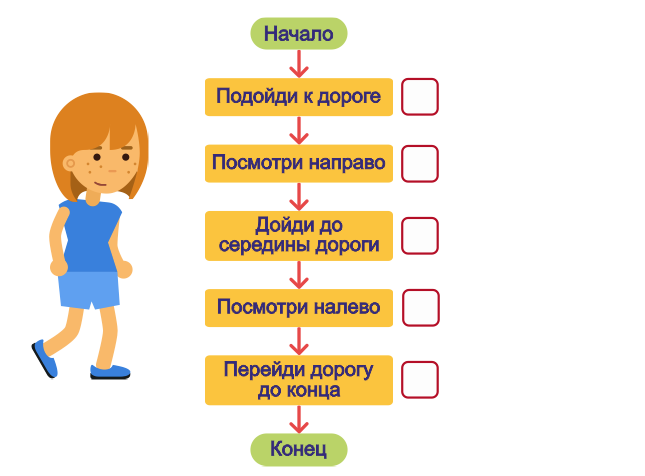 Начало
Подойди к дороге
Посмотри направо
Дойди до
середины дороги
Посмотри налево
Перейди дорогу
до конца
Конец